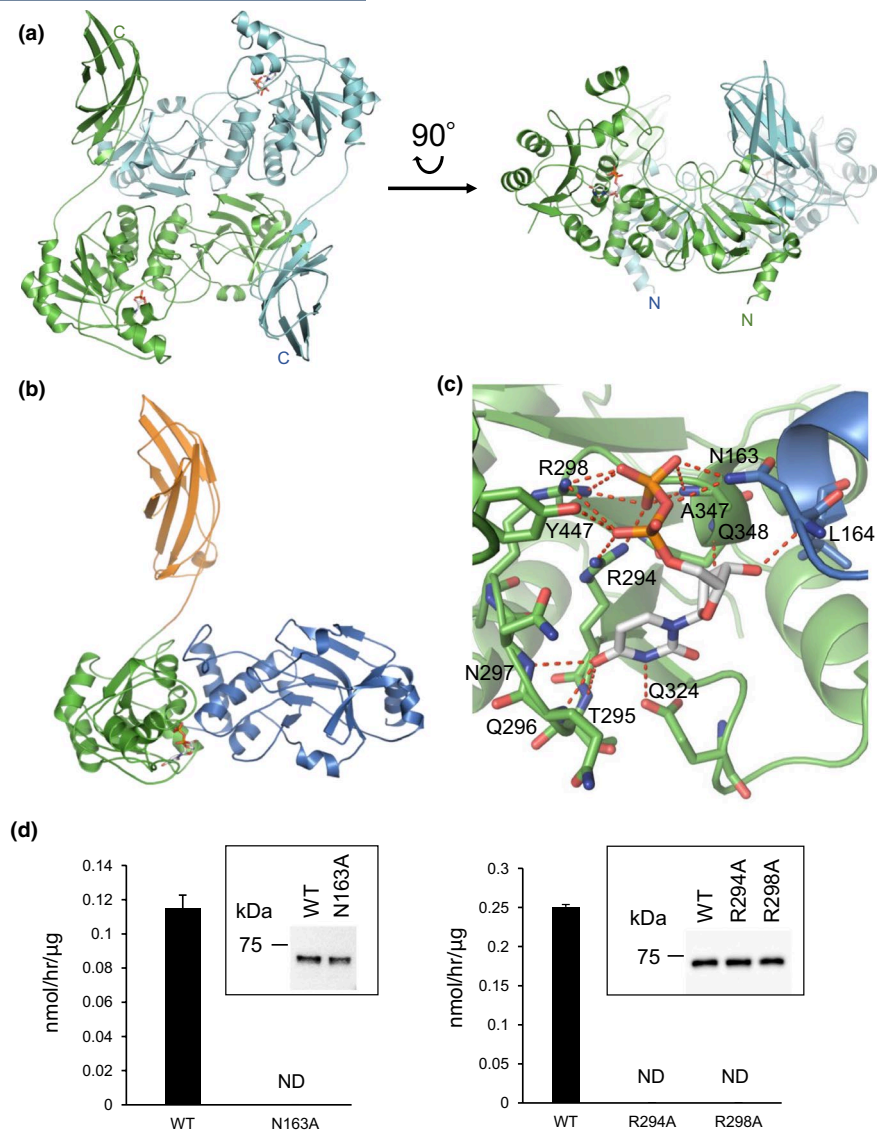 (a)
C
C
90°
N
N
(b)
(c)
R298
N163
Y447
A347
Q348
L164
R294
N297
Q324
Q296
T295
(d)
nmol/hr/µg
0.14
0.12
0.1
0.08
0.06
0.04
0.02
0
kDa
75
WT
N163A
ND
WT
N163A
nmol/hr/µg
0.3
0.25
0.2
0.15
0.1
0.05
0
kDa
75
WT
R294A
R298A
ND
ND
WT
R294A
R298A